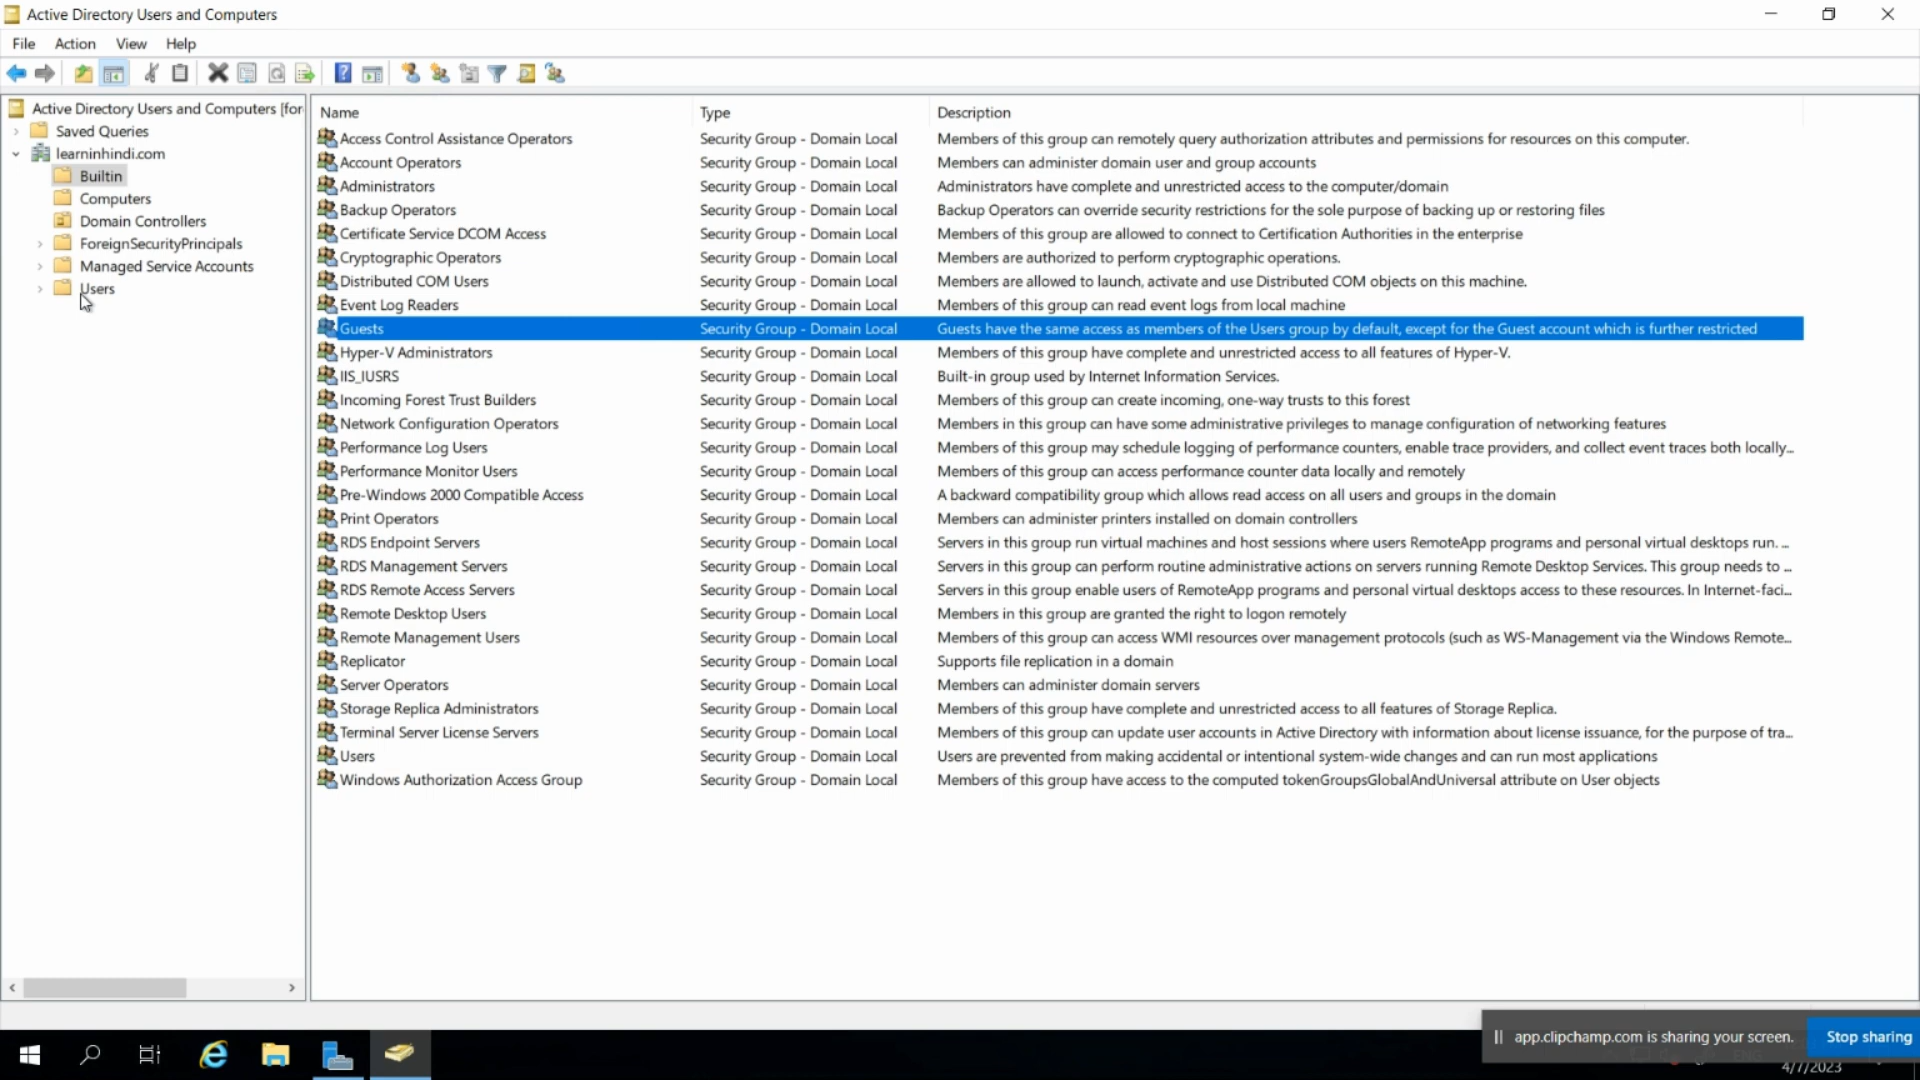 Active Directory Users and Computers
File Action View Help
Active Directory Users and Computers [for
Saved Queries
learninhindi.com
Builtin
Computers
Domain Controllers
ForeignSecurityPrincipals
Managed Service Accounts
Users
Name Type Description
Access Control Assistance Operators Security Group - Domain Local Members of this group can remotely query authorization attributes and permissions for resources on this computer.
Account Operators Security Group - Domain Local Members can administer domain user and group accounts
Administrators Security Group - Domain Local Administrators have complete and unrestricted access to the computer/domain
Backup Operators Security Group - Domain Local Backup Operators can override security restrictions for the sole purpose of backing up or restoring files
Certificate Service DCOM Access Security Group - Domain Local Members of this group are allowed to connect to Certification Authorities in the enterprise
Cryptographic Operators Security Group - Domain Local Members are authorized to perform cryptographic operations.
Distributed COM Users Security Group - Domain Local Members are allowed to launch, activate and use Distributed COM objects on this machine.
Event Log Readers Security Group - Domain Local Members of this group can read event logs from local machine
Guests Security Group - Domain Local Guests have the same access as members of the Users group by default, except for the Guest account which is further restricted
Hyper-V Administrators Security Group - Domain Local Members of this group have complete and unrestricted access to all features of Hyper-V.
IIS_IUSRS Security Group - Domain Local Built-in group used by Internet Information Services.
Incoming Forest Trust Builders Security Group - Domain Local Members of this group can create incoming, one-way trusts to this forest
Network Configuration Operators Security Group - Domain Local Members in this group can have some administrative privileges to manage configuration of networking features
Performance Log Users Security Group - Domain Local Members of this group may schedule logging of performance counters, enable trace providers, and collect event traces both locally...
Performance Monitor Users Security Group - Domain Local Members of this group can access performance counter data locally and remotely
Pre-Windows 2000 Compatible Access Security Group - Domain Local A backward compatibility group which allows read access on all users and groups in the domain
Print Operators Security Group - Domain Local Members can administer printers installed on domain controllers
RDS Endpoint Servers Security Group - Domain Local Servers in this group run virtual machines and host sessions where users RemoteApp programs and personal virtual desktops run. ...
RDS Management Servers Security Group - Domain Local Servers in this group can perform routine administrative actions on servers running Remote Desktop Services. This group needs to ...
RDS Remote Access Servers Security Group - Domain Local Servers in this group enable users of RemoteApp programs and personal virtual desktops access to these resources. In Internet-faci...
Remote Desktop Users Security Group - Domain Local Members in this group are granted the right to logon remotely
Remote Management Users Security Group - Domain Local Members of this group can access WMI resources over management protocols (such as WS-Management via the Windows Remote...
Replicator Security Group - Domain Local Supports file replication in a domain
Server Operators Security Group - Domain Local Members can administer domain servers
Storage Replica Administrators Security Group - Domain Local Members of this group have complete and unrestricted access to all features of Storage Replica.
Terminal Server License Servers Security Group - Domain Local Members of this group can update user accounts in Active Directory with information about license issuance, for the purpose of tra...
Users Security Group - Domain Local Users are prevented from making accidental or intentional system-wide changes and can run most applications
Windows Authorization Access Group Security Group - Domain Local Members of this group have access to the computed tokenGroupsGlobalAndUniversal attribute on User objects
app.clipchamp.com is sharing your screen. Stop sharing
4/7/2023